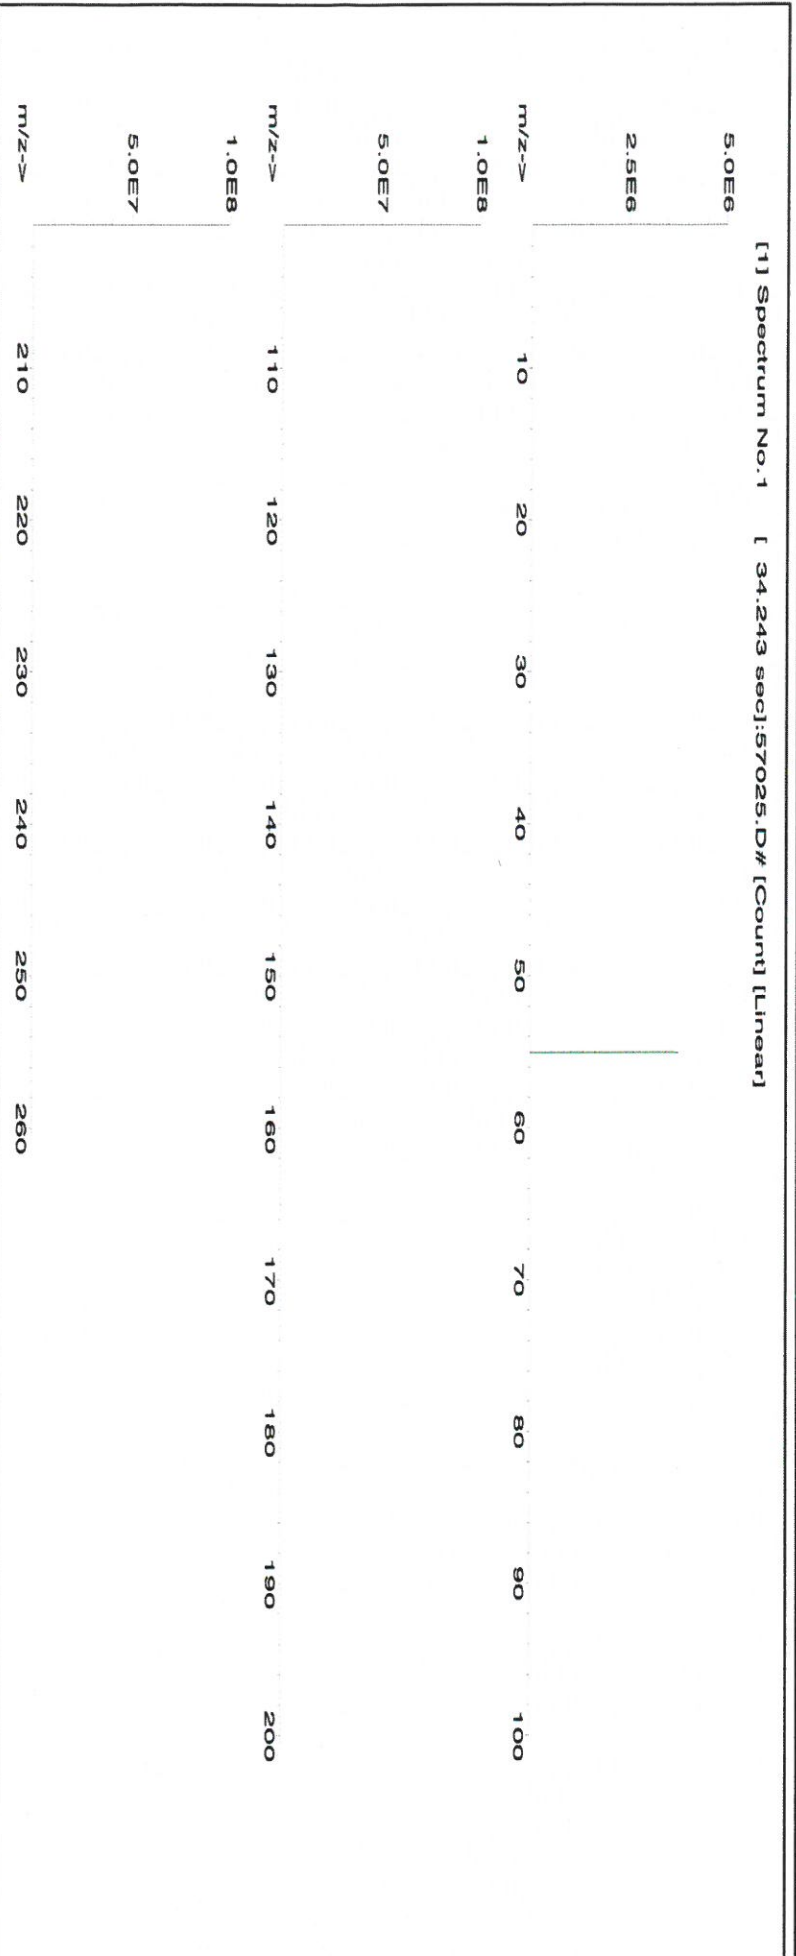 [1] Spectrum No.1 [ 34.243 sec]:57025.D# [Count] [Linear]
5.0E6
2.5E6
m/z-> 10 20 30 40 50 60 70 80 90 100
1.0E8
5.0E7
m/z-> 110 120 130 140 150 160 170 180 190 200
1.0E8
5.0E7
m/z-> 210 220 230 240 250 260